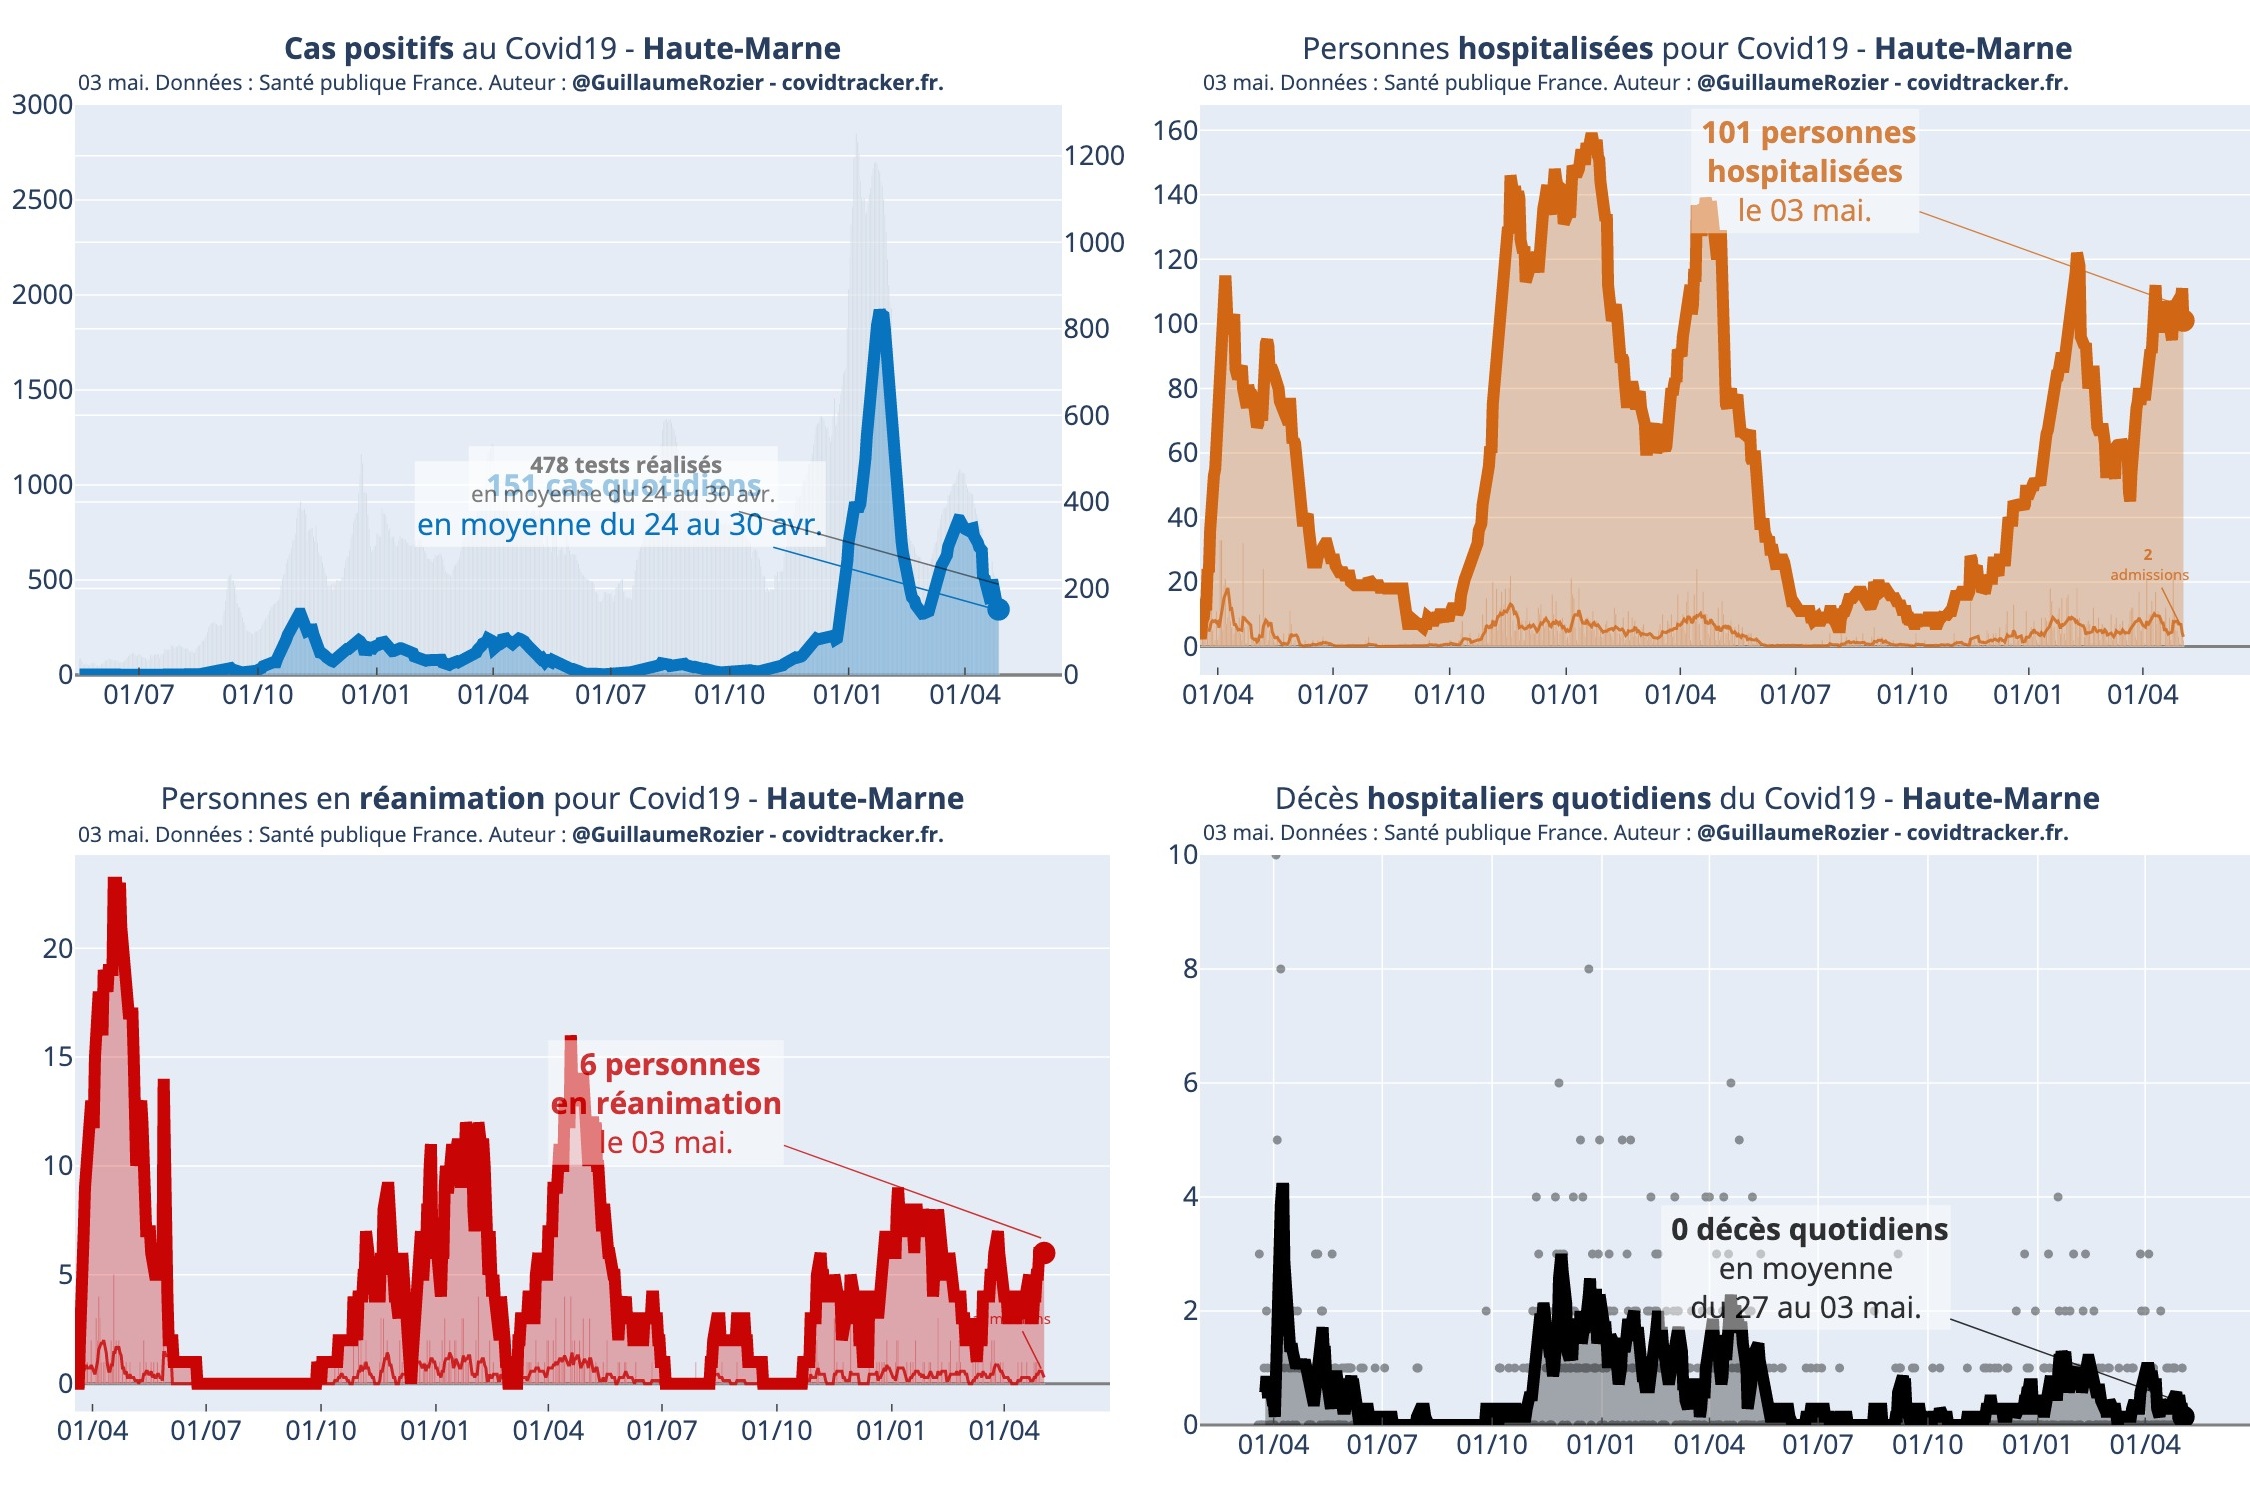 Cas positifs au Covid19 - Haute-Marne
03 mai. Données : Santé publique France. Auteur : @GuillaumeRozier - covidtracker.fr.
3000
2500
2000
1500
1000
500
0
1200
1000
800
600
400
200
0
478 tests réalisés
en moyenne du 24 au 30 avr.
151 cas quotidiens
en moyenne du 24 au 30 avr.
01/07 01/10 01/01 01/04 01/07 01/10 01/01 01/04
Personnes hospitalisées pour Covid19 - Haute-Marne
03 mai. Données : Santé publique France. Auteur : @GuillaumeRozier - covidtracker.fr.
160
140
120
100
80
60
40
20
0
101 personnes
hospitalisées
le 03 mai.
2
admissions
01/04 01/07 01/10 01/01 01/04 01/07 01/10 01/01 01/04
Personnes en réanimation pour Covid19 - Haute-Marne
03 mai. Données : Santé publique France. Auteur : @GuillaumeRozier - covidtracker.fr.
20
15
10
5
0
6 personnes
en réanimation
le 03 mai.
01/04 01/07 01/10 01/01 01/04 01/07 01/10 01/01 01/04
Décès hospitaliers quotidiens du Covid19 - Haute-Marne
03 mai. Données : Santé publique France. Auteur : @GuillaumeRozier - covidtracker.fr.
10
8
6
4
2
0
0 décès quotidiens
en moyenne
du 27 au 03 mai.
01/04 01/07 01/10 01/01 01/04 01/07 01/10 01/01 01/04